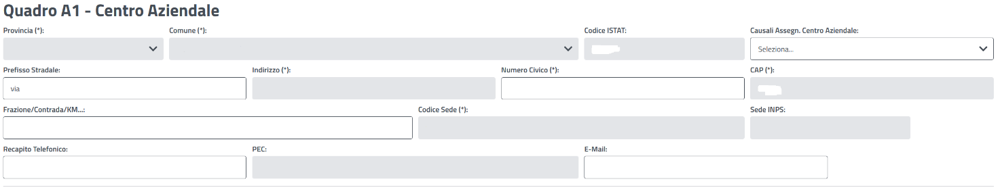 Quadro A1 - Centro Aziendale
Provincia (*): Comune (*): Codice ISTAT: Causali Assegn. Centro Aziendale:
Seleziona...
Prefisso Stradale: Indirizzo (*): Numero Civico (*): CAP (*):
via
Frazione/Contrada/KM...: Codice Sede (*): Sede INPS:
Recapito Telefonico: PEC: E-Mail: